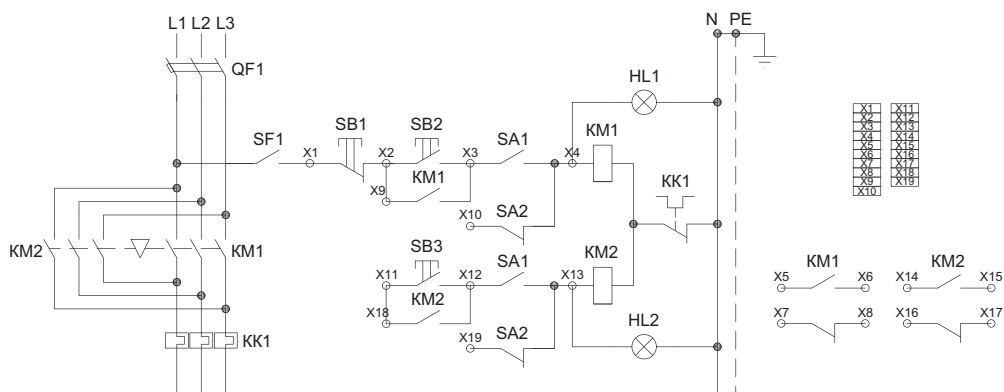 L1 L2 L3 N PE
QF1 HL1
SF1 SB1 SB2 SA1 KM1
X1 X2 X3 X4
X9 KM1 KK1
X10 SA2
KM2 KM1 SB3 SA1 KM2
X11 X12 X13
X18 KM2
X19 SA2 HL2
KK1
X1 X11
X2 X12
X3 X13
X4 X14
X5 X15
X6 X16
X7 X17
X8 X18
X9 X19
X10
KM1 KM2
X5 X6 X14 X15
X7 X8 X16 X17